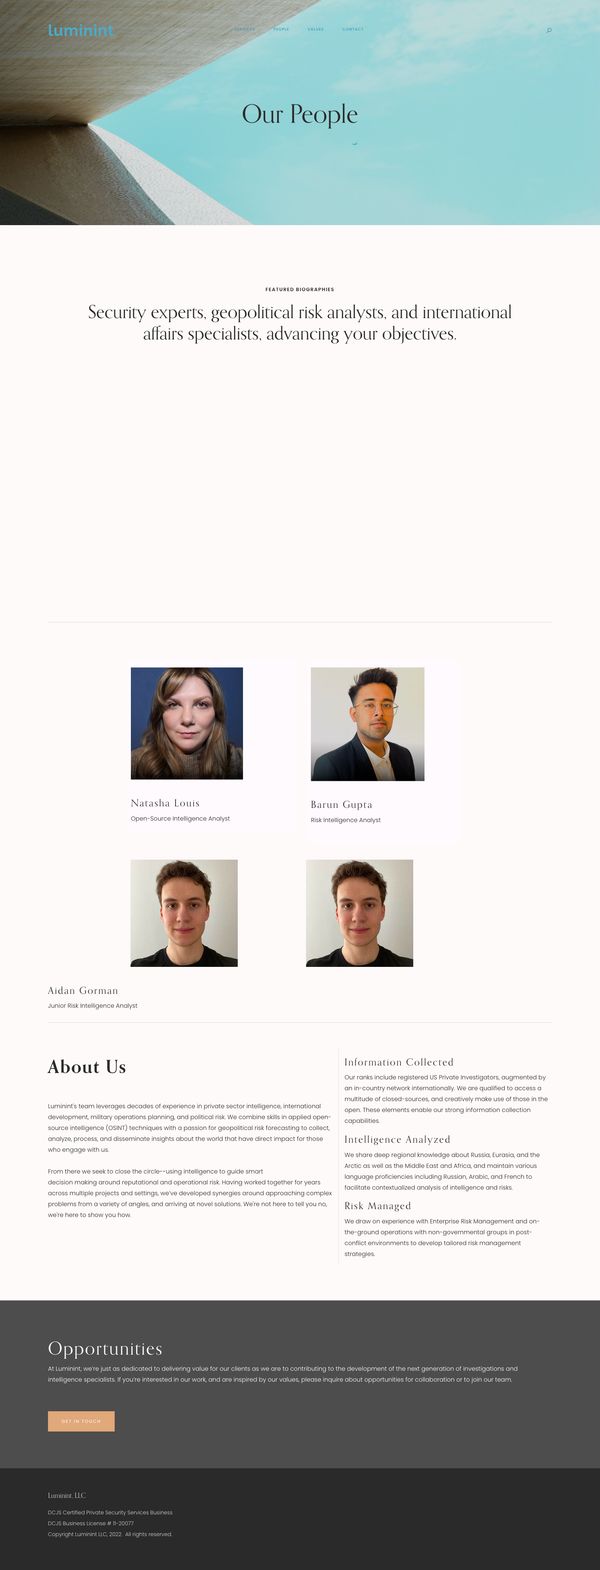 luminint
SERVICES PEOPLE VALUES CONTACT
Our People
FEATURED BIOGRAPHIES
Security experts, geopolitical risk analysts, and international
affairs specialists, advancing your objectives.
Natasha Louis
Open-Source Intelligence Analyst
Barun Gupta
Risk Intelligence Analyst
Aidan Gorman
Junior Risk Intelligence Analyst
About Us
Luminint's team leverages decades of experience in private sector intelligence, international
development, military operations planning, and political risk. We combine skills in applied open-
source intelligence (OSINT) techniques with a passion for geopolitical risk forecasting to collect,
analyze, process, and disseminate insights about the world that have direct impact for those
who engage with us.
From there we seek to close the circle--using intelligence to guide smart
decision making around reputational and operational risk. Having worked together for years
across multiple projects and settings, we've developed synergies around approaching complex
problems from a variety of angles, and arriving at novel solutions. We're not here to tell you no,
we're here to show you how.
Information Collected
Our ranks include registered US Private Investigators, augmented by
an in-country network internationally. We are qualified to access a
multitude of closed-sources, and creatively make use of those in the
open. These elements enable our strong information collection
capabilities.
Intelligence Analyzed
We share deep regional knowledge about Russia, Eurasia, and the
Arctic as well as the Middle East and Africa, and maintain various
language proficiencies including Russian, Arabic, and French to
facilitate contextualized analysis of intelligence and risks.
Risk Managed
We draw on experience with Enterprise Risk Management and on-
the-ground operations with non-governmental groups in post-
conflict environments to develop tailored risk management
strategies.
Opportunities
At Luminint, we're just as dedicated to delivering value for our clients as we are to contributing to the development of the next generation of investigations and
intelligence specialists. If you're interested in our work, and are inspired by our values, please inquire about opportunities for collaboration or to join our team.
GET IN TOUCH
Luminint, LLC
DCJS Certified Private Security Services Business
DCJS Business License # 11-20077
Copyright Luminint LLC, 2022. All rights reserved.